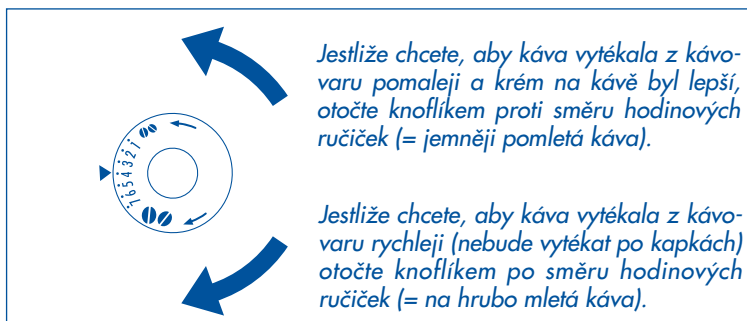 Jestliže chcete, aby káva vytékala z kávo-
varu pomaleji a krém na kávě byl lepší,
otočte knoflíkem proti směru hodinových
ručiček (= jemněji pomletá káva).
7654321
Jestliže chcete, aby káva vytékala z kávo-
varu rychleji (nebude vytékat po kapkách)
otočte knoflíkem po směru hodinových
ručiček (= na hrubo mletá káva).